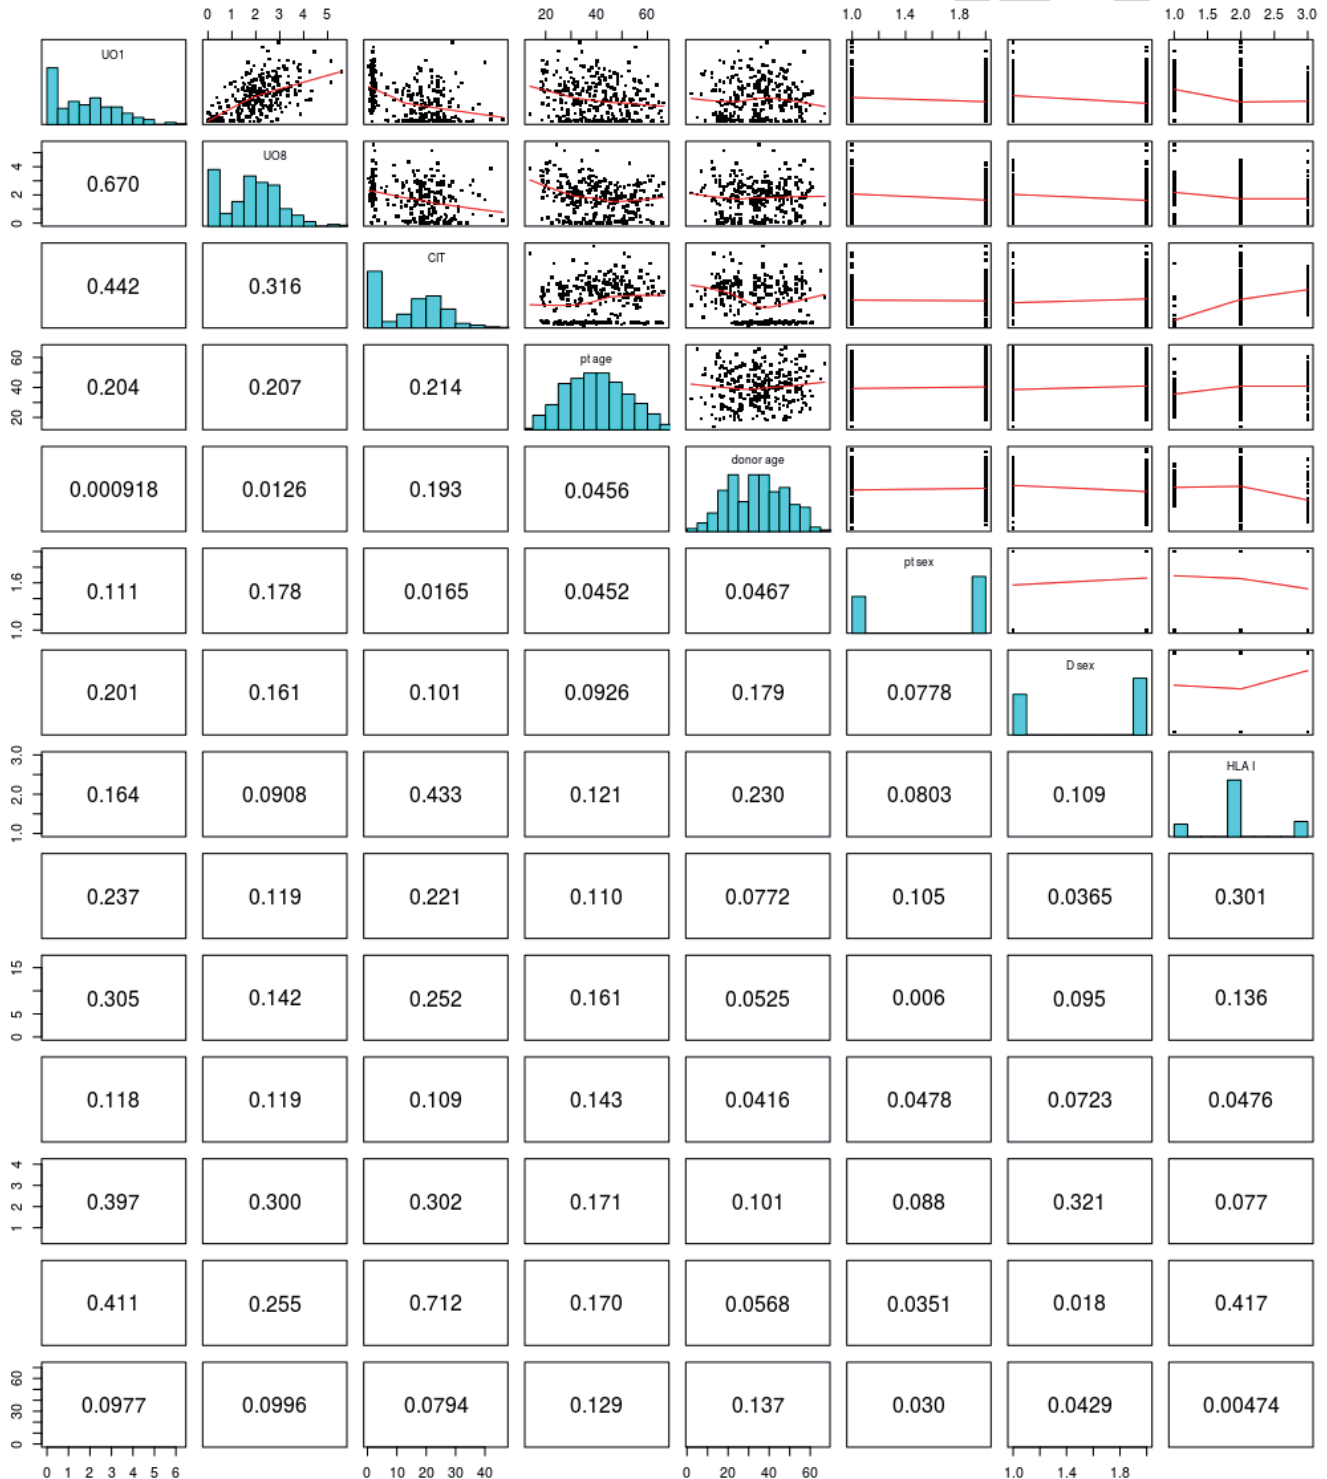 0 1 2 3 4 5 20 40 60 1.0 1.4 1.8 1.0 1.5 2.0 2.5 3.0
UO1
0 2 4
0.670
UO8
0.442 0.316
CIT
20 40 60
0.204 0.207 0.214
pt age
0.000918 0.0126 0.193 0.0456
donor age
1.0 1.6
0.111 0.178 0.0165 0.0452 0.0467
pt sex
0.201 0.161 0.101 0.0926 0.179 0.0778
D sex
1.0 2.0 3.0
0.164 0.0908 0.433 0.121 0.230 0.0803 0.109
HLA I
0.237 0.119 0.221 0.110 0.0772 0.105 0.0365 0.301
0 5 15
0.305 0.142 0.252 0.161 0.0525 0.006 0.095 0.136
0.118 0.119 0.109 0.143 0.0416 0.0478 0.0723 0.0476
1 2 3 4
0.397 0.300 0.302 0.171 0.101 0.088 0.321 0.077
0.411 0.255 0.712 0.170 0.0568 0.0351 0.018 0.417
0 30 60
0.0977 0.0996 0.0794 0.129 0.137 0.030 0.0429 0.00474
0 1 2 3 4 5 6 0 10 20 30 40 0 20 40 60 1.0 1.4 1.8